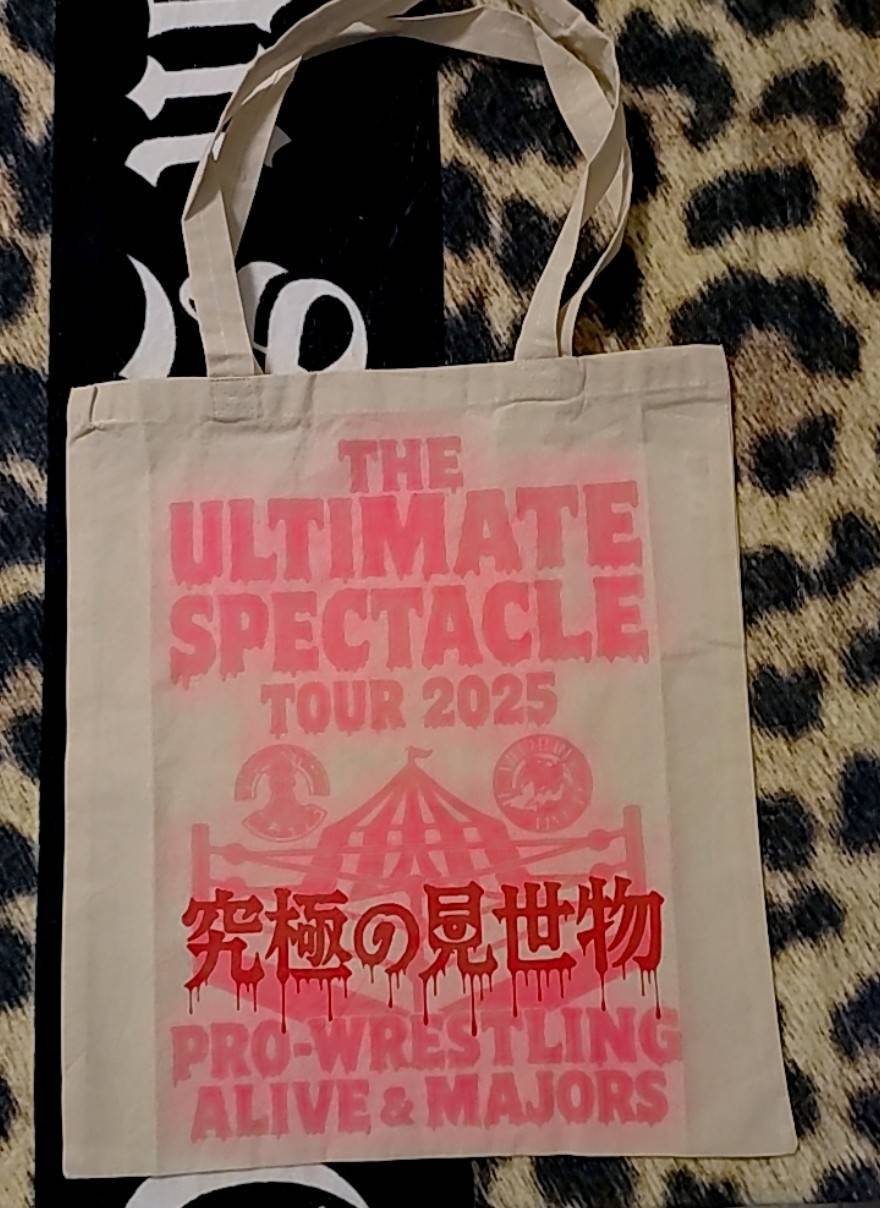 THE
ULTIMATE
SPECTACLE
TOUR 2025
究極の見世物
PRO-WRESTLING
ALIVE & MAJORS